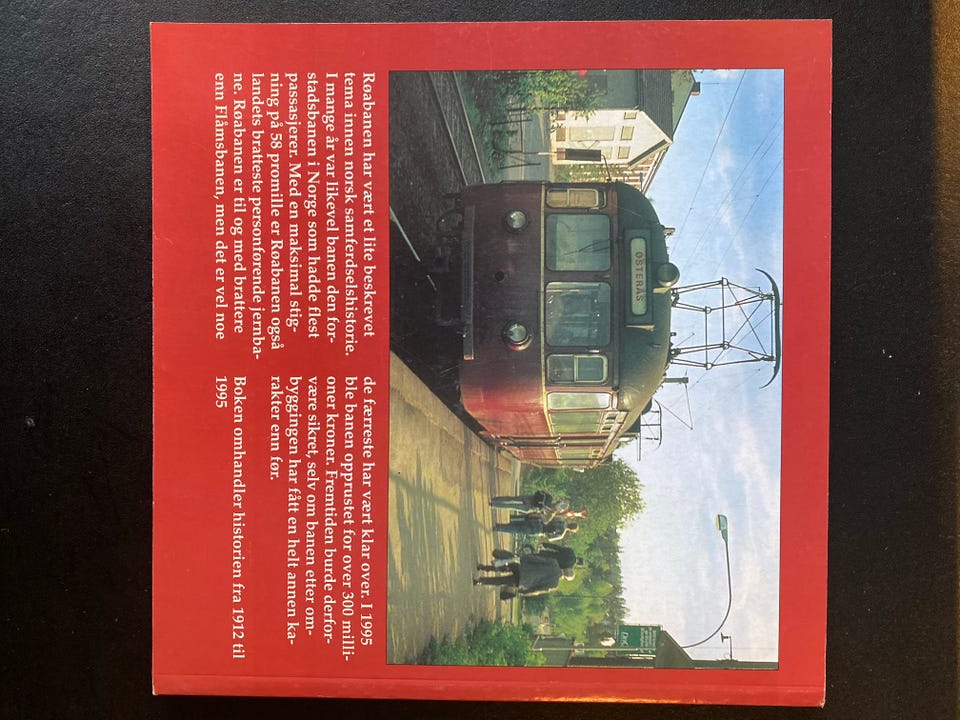 ØSTERÅS
Roabanen har vært et lite beskrevet
tema innen norsk samferdselshistorie.
I mange år var likevel banen den for-
stadsbanen i Norge som hadde flest
passasjerer. Med en maksimal stig-
ning på 58 promille er Roabanen også
landets bratteste personførende jernba-
ne. Roabanen er til og med brattere
enn Flåmsbanen, men det er vel noe
de færreste har vært klar over. I 1995
ble banen opprustet for over 300 milli-
oner kroner. Fremtiden burde derfor-
være sikret, selv om banen etter om-
byggingen har fått en helt annen ka-
rakter enn før.
Boken omhandler historien fra 1912 til
1995